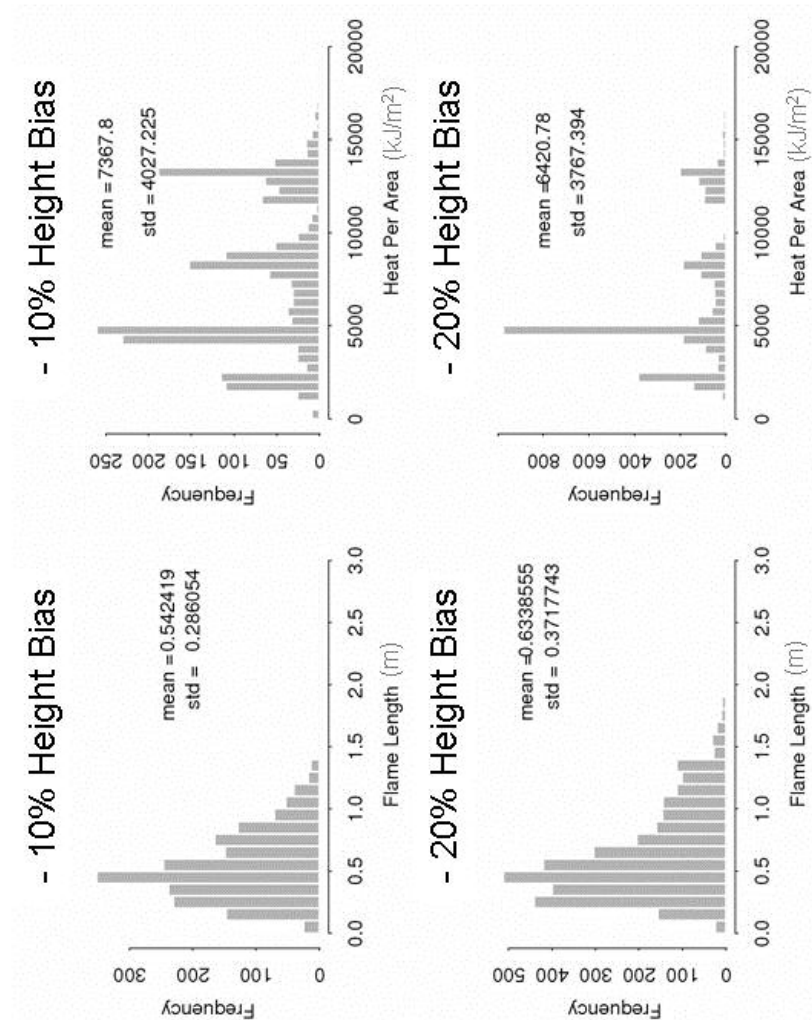 - 10% Height Bias
mean = 0.542419
std = 0.286054
Frequency
0
100
200
300
0.0
0.5
1.0
1.5
2.0
2.5
3.0
Flame Length (m)
- 10% Height Bias
mean = 7367.8
std = 4027.225
Frequency
0
50
100
150
200
250
0
5000
10000
15000
20000
Heat Per Area (kJ/m²)
- 20% Height Bias
mean =0.6338555
std = 0.3717743
Frequency
0
100
200
300
400
500
0.0
0.5
1.0
1.5
2.0
2.5
3.0
Flame Length (m)
- 20% Height Bias
mean =6420.78
std = 3767.394
Frequency
0
200
400
600
800
0
5000
10000
15000
20000
Heat Per Area (kJ/m²)